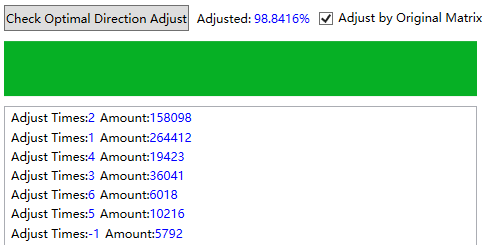 Check Optimal Direction Adjust Adjusted: 98.8416% Adjust by Original Matrix
Adjust Times:2 Amount:158098
Adjust Times:1 Amount:264412
Adjust Times:4 Amount:19423
Adjust Times:3 Amount:36041
Adjust Times:6 Amount:6018
Adjust Times:5 Amount:10216
Adjust Times:-1 Amount:5792